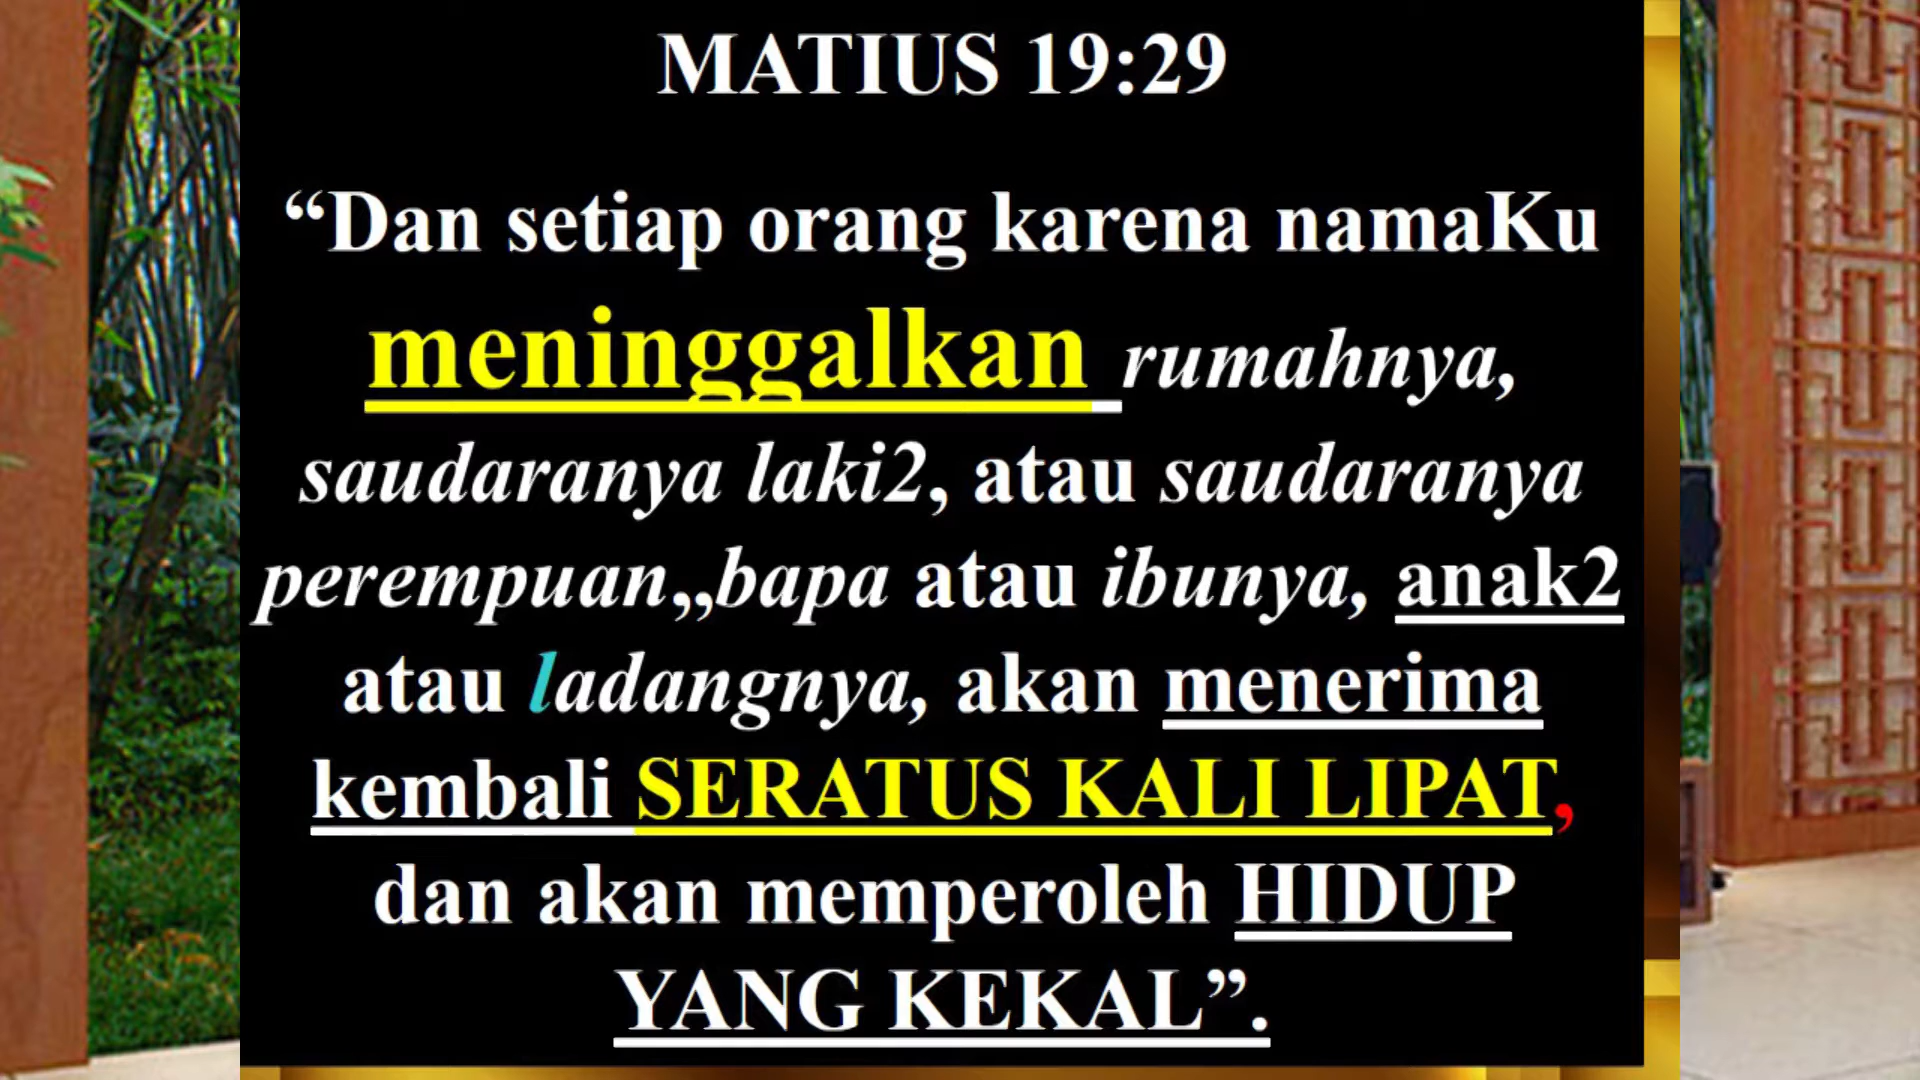 MATIUS 19:29
“Dan setiap orang karena namaKu
meninggalkan rumahnya,
saudaranya laki2, atau saudaranya
perempuan,,bapa atau ibunya, anak2
atau ladangnya, akan menerima
kembali SERATUS KALI LIPAT,
dan akan memperoleh HIDUP
YANG KEKAL”.